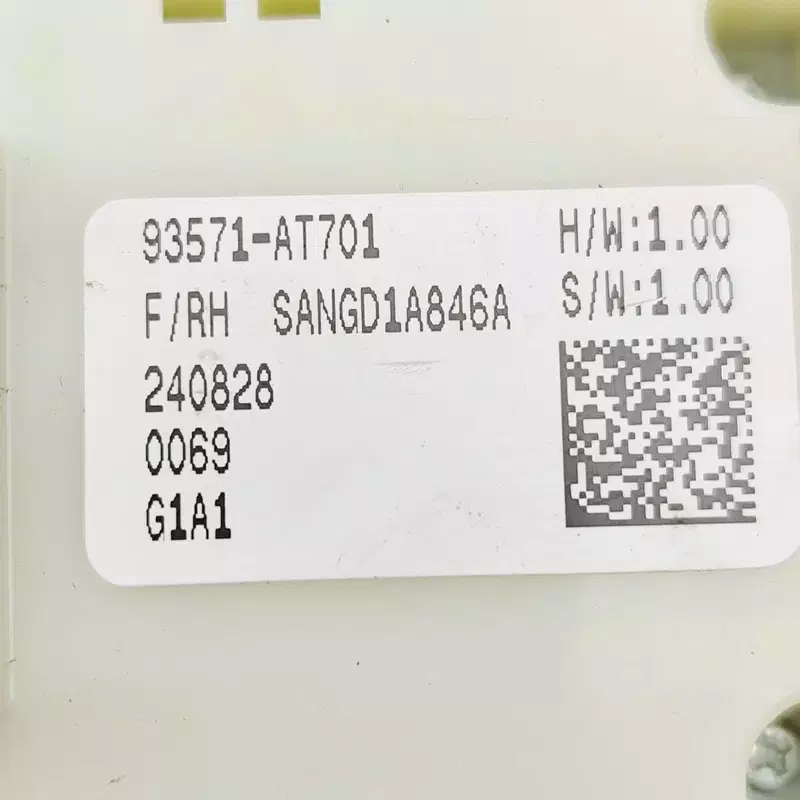 93571-AT701
H/W:1.00
F/RH SANGD1A846A
S/W:1.00
240828
0069
G1A1